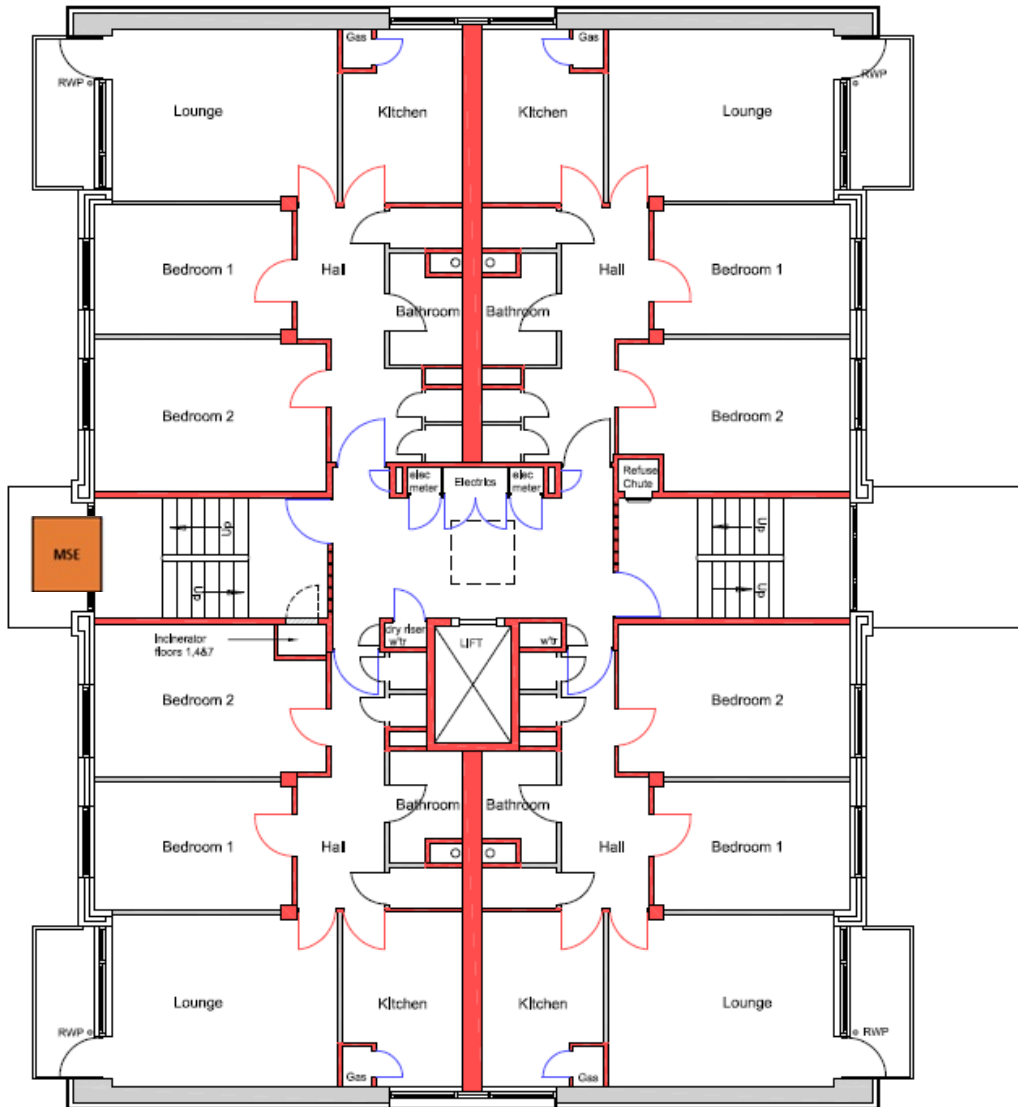 Gas
Gas
RWP
Lounge
Kitchen
Kitchen
Lounge
RWP
Bedroom 1
Hall
Hall
Bedroom 1
Bathroom
Bathroom
Bedroom 2
Bedroom 2
elec
meter
Electrics
elec
meter
Refuse
Chute
UP
Up
MSE
Up
Up
Incinerator
floors 1,4&7
dry riser
w'tr
LIFT
w'tr
Bedroom 2
Bedroom 2
Bathroom
Bathroom
Bedroom 1
Hall
Hall
Bedroom 1
Lounge
Kitchen
Kitchen
Lounge
RWP
RWP
Gas
Gas